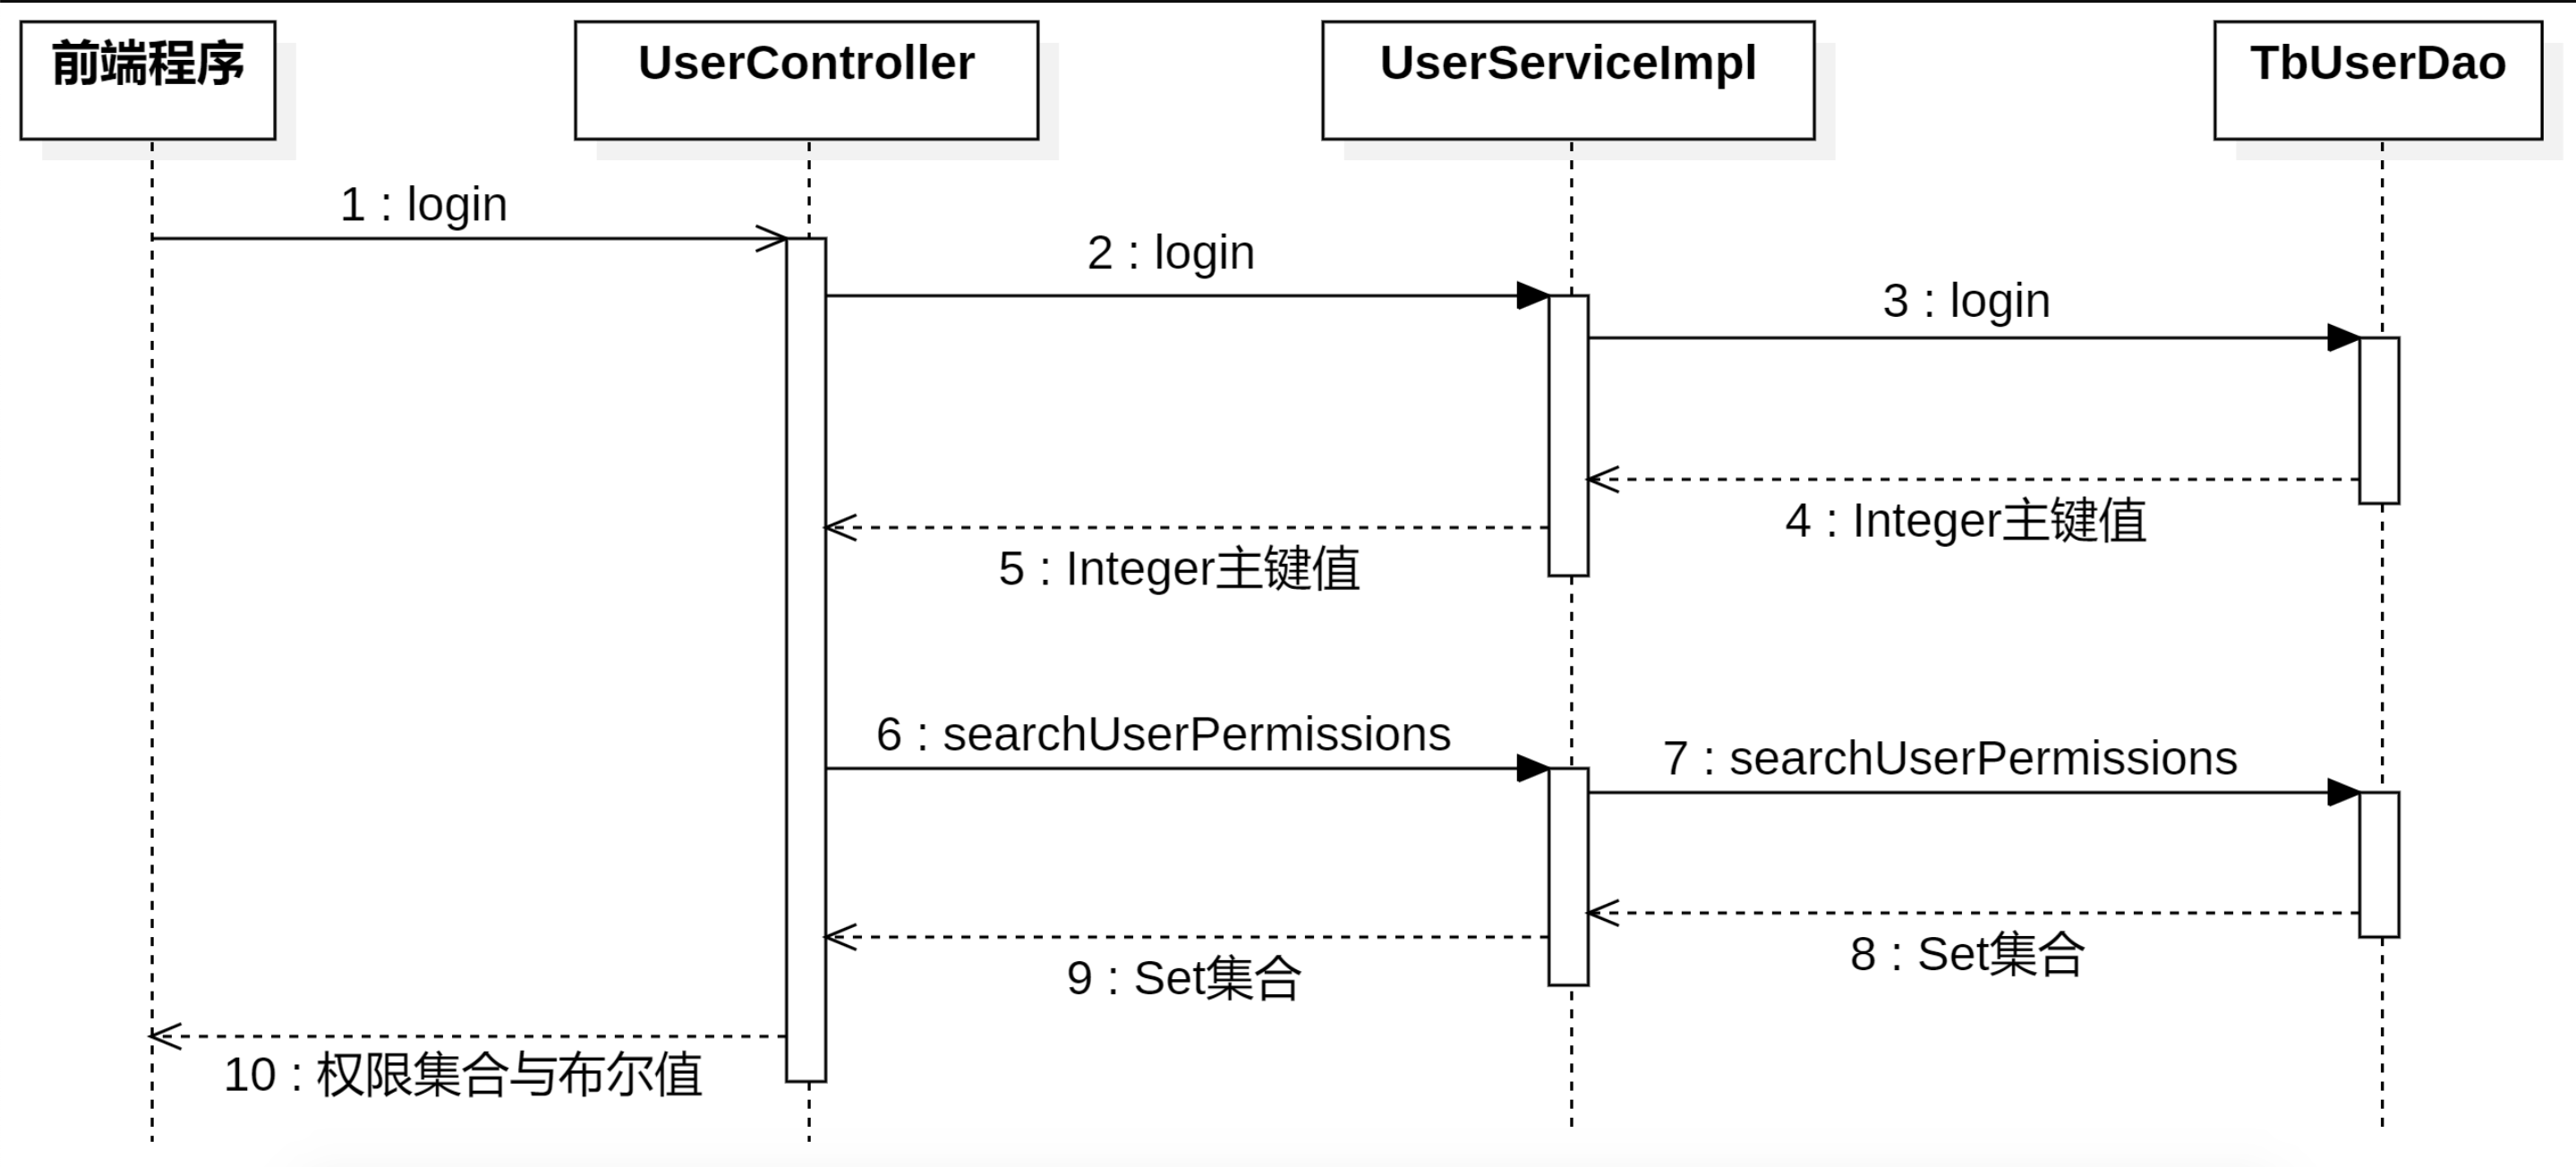 前端程序
UserController
UserServiceImpl
TbUserDao
1 : login
2 : login
3 : login
4 : Integer主键值
5 : Integer主键值
6 : searchUserPermissions
7 : searchUserPermissions
8 : Set集合
9 : Set集合
10 : 权限集合与布尔值